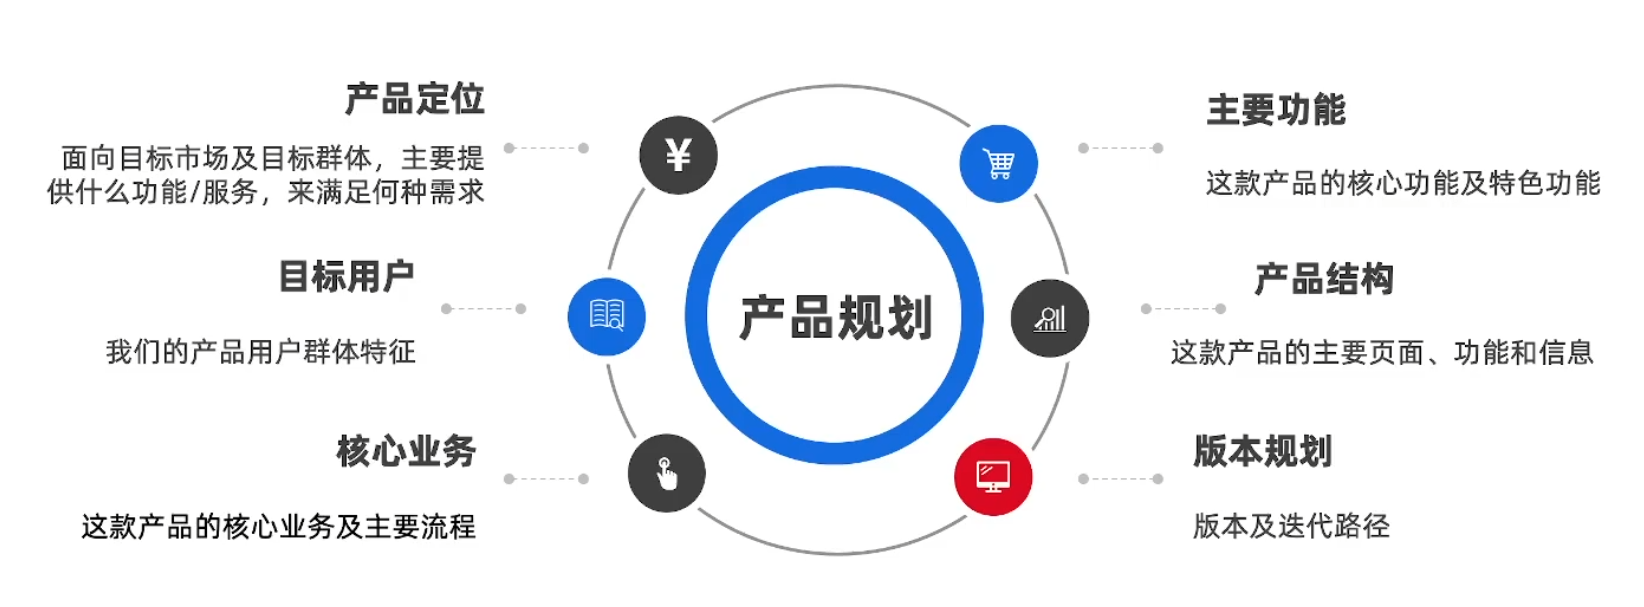 产品定位
面向目标市场及目标群体，主要提
供什么功能/服务，来满足何种需求
目标用户
我们的产品用户群体特征
核心业务
这款产品的核心业务及主要流程
¥
产品规划
主要功能
这款产品的核心功能及特色功能
产品结构
这款产品的主要页面、功能和信息
版本规划
版本及迭代路径